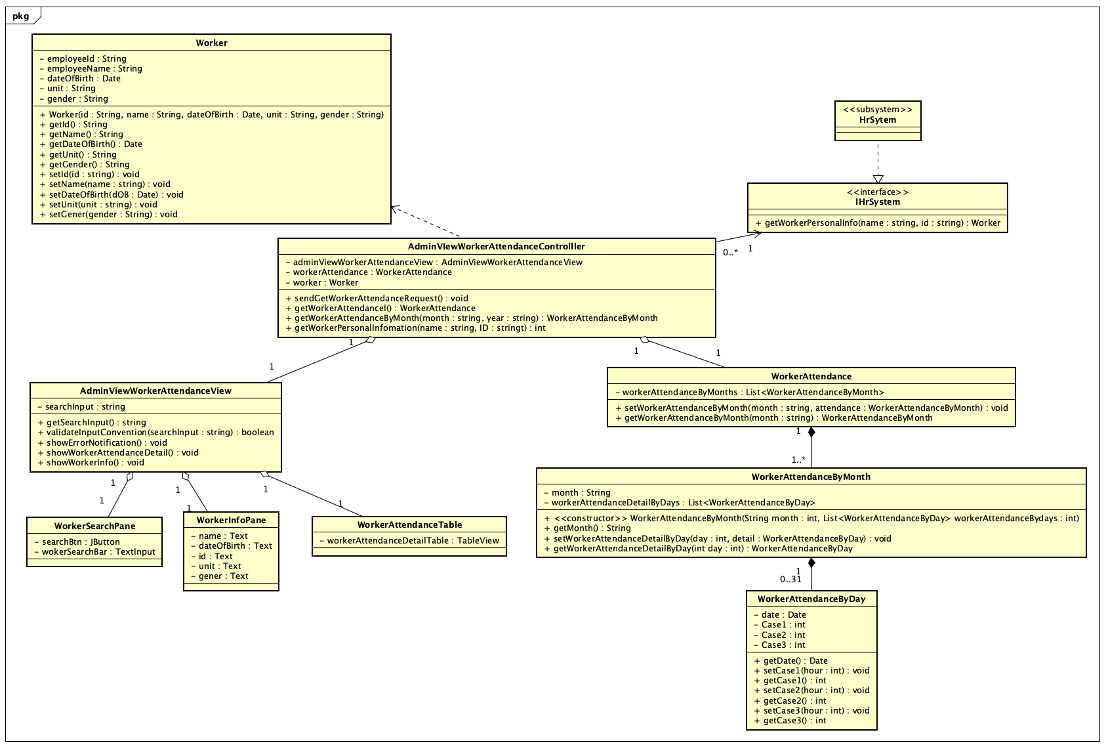 pkg
Worker
- employeeId : String
- employeeName : String
- dateOfBirth : Date
- unit : String
- gender : String
+ Worker(id : String, name : String, dateOfBirth : Date, unit : String, gender : String)
+ getId() : String
+ getName() : String
+ getDateOfBirth() : Date
+ getUnit() : String
+ getGender() : String
+ setId(id : string) : void
+ setName(name : string) : void
+ setDateOfBirth(dOB : Date) : void
+ setUnit(unit : string) : void
+ setGener(gender : String) : void
<<subsystem>>
HrSytem
<<interface>>
IHrSystem
+ getWorkerPersonalInfo(name : string, id : string) : Worker
0..*
1
AdminVIewWorkerAttendanceControlller
- adminViewWorkerAttendanceView : AdminViewWorkerAttendanceView
- workerAttendance : WorkerAttendance
- worker : Worker
+ sendGetWorkerAttendanceRequest() : void
+ getWorkerAttendancel() : WorkerAttendance
+ getWorkerAttendanceByMonth(month : string, year : string) : WorkerAttendanceByMonth
+ getWorkerPersonalInfomation(name : string, ID : stringt) : int
1
1
1
1
AdminViewWorkerAttendanceView
- searchInput : string
+ getSearchInput() : string
+ validateInputConvention(searchInput : string) : boolean
+ showErrorNotification() : void
+ showWorkerAttendanceDetail() : void
+ showWorkerInfo() : void
WorkerAttendance
- workerAttendanceByMonths : List<WorkerAttendanceByMonth>
+ setWorkerAttendanceByMonth(month : string, attendance : WorkerAttendanceByMonth) : void
+ getWorkerAttendanceByMonth(month : string) : WorkerAttendanceByMonth
1
1..*
1
1
1
1
1
1
WorkerSearchPane
- searchBtn : JButton
- wokerSearchBar : TextInput
WorkerInfoPane
- name : Text
- dateOfBirth : Text
- id : Text
- unit : Text
- gener : Text
WorkerAttendanceTable
- workerAttendanceDetailTable : TableView
WorkerAttendanceByMonth
- month : String
- workerAttendanceDetailByDays : List<WorkerAttendanceByDay>
+ <<constructor>> WorkerAttendanceByMonth(String month : int, List<WorkerAttendanceByDay> workerAttendanceBydays : int)
+ getMonth() : String
+ setWorkerAttendanceDetailByDay(day : int, detail : WorkerAttendanceByDay) : void
+ getWorkerAttendanceDetailByDay(int day : int) : WorkerAttendanceByDay
1
0..31
WorkerAttendanceByDay
- date : Date
- Case1 : int
- Case2 : int
- Case3 : int
+ getDate() : Date
+ setCase1(hour : int) : void
+ getCase1() : int
+ setCase2(hour : int) : void
+ getCase2() : int
+ setCase3(hour : int) : void
+ getCase3() : int